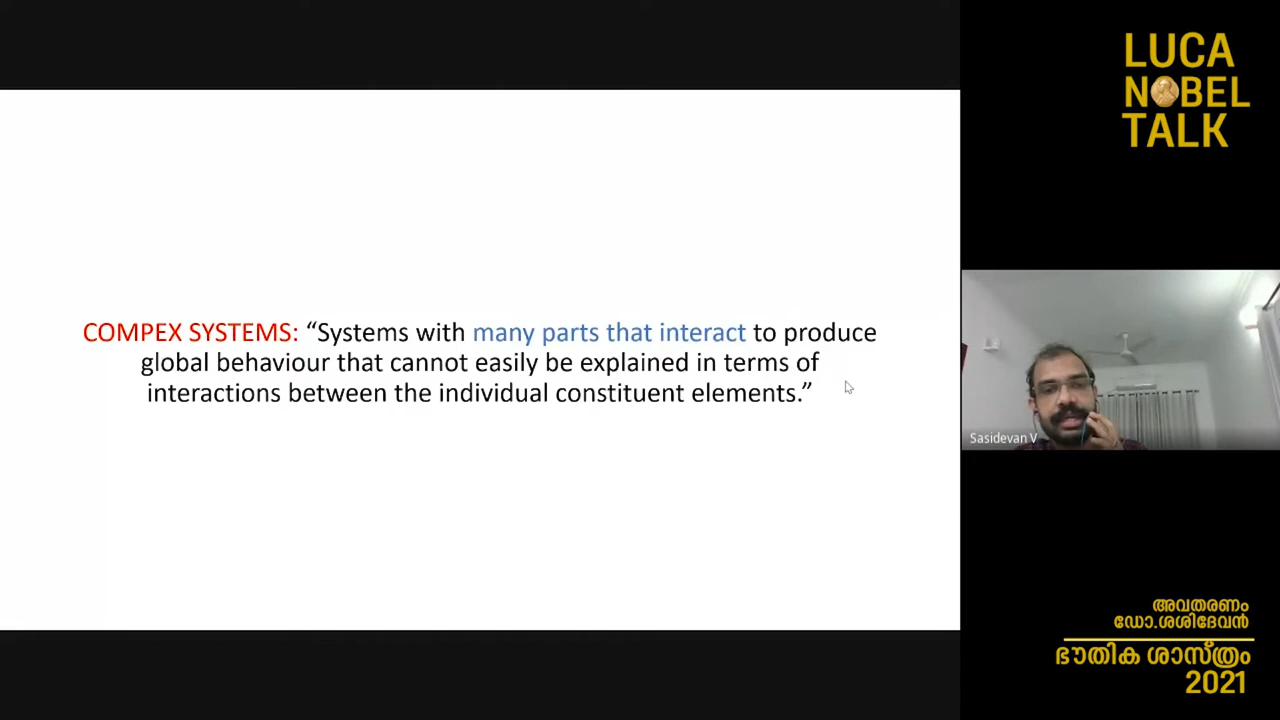 COMPEX SYSTEMS: “Systems with many parts that interact to produce
global behaviour that cannot easily be explained in terms of
interactions between the individual constituent elements.”
LUCA
NOBEL
TALK
Sasidevan V
അവതരണം
ഡോ.ശശിദേവൻ
ഭൗതിക ശാസ്ത്രം
2021